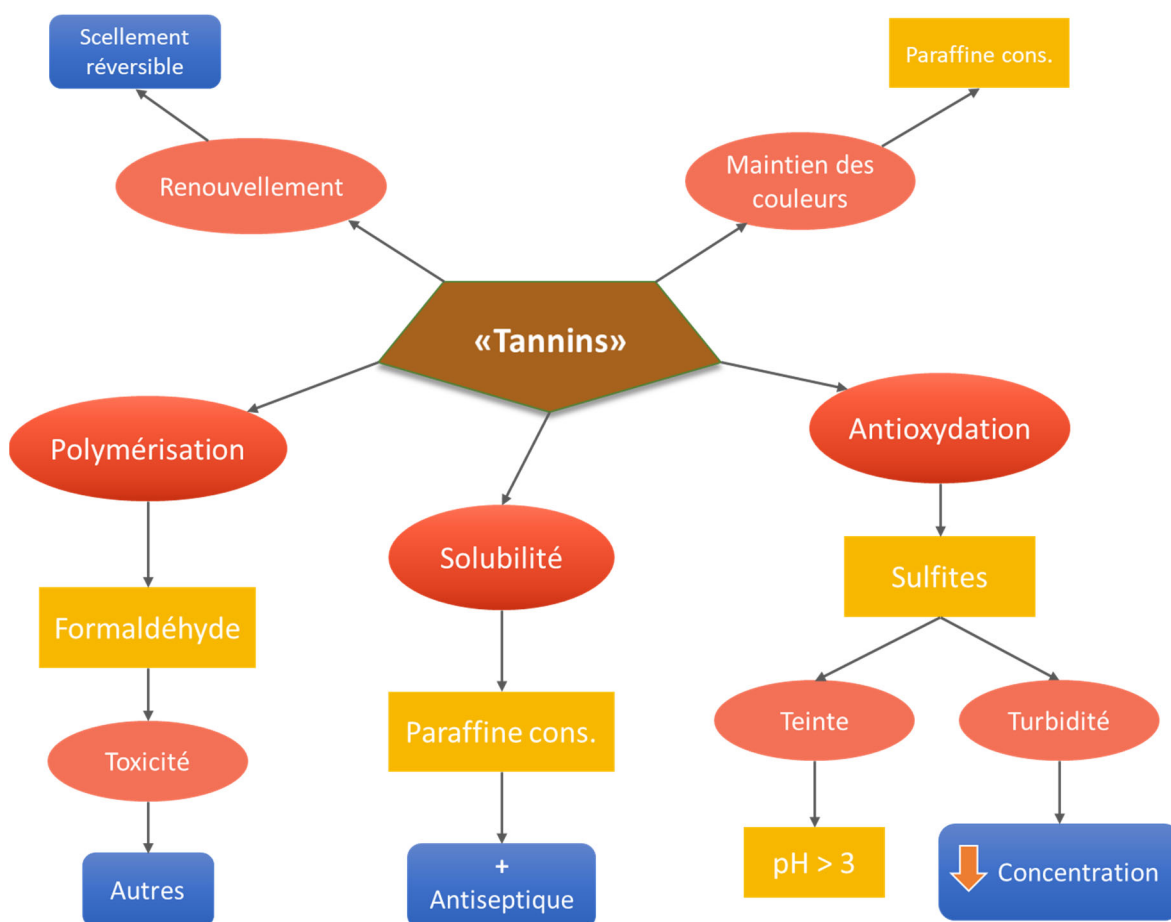 Scellement
réversible
Paraffine cons.
Renouvellement
Maintien des
couleurs
«Tannins»
Polymérisation
Antioxydation
Solubilité
Sulfites
Formaldéhyde
Teinte
Turbidité
Paraffine cons.
Toxicité
pH > 3
+
Antiseptique
Concentration
Autres